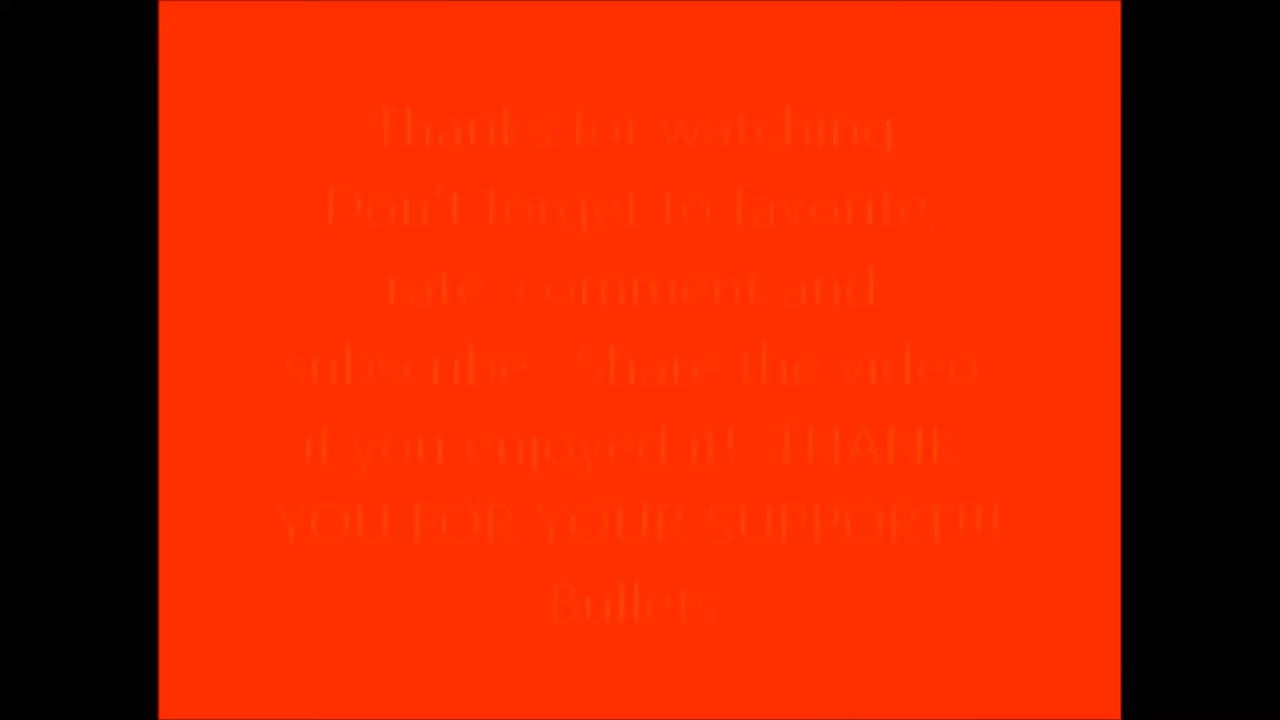 Thanks for watching
Don't forget to favorite,
rate, comment and
subscribe. Share the video
if you enjoyed it! THANK
YOU FOR YOUR SUPPORT!!!
Bullets